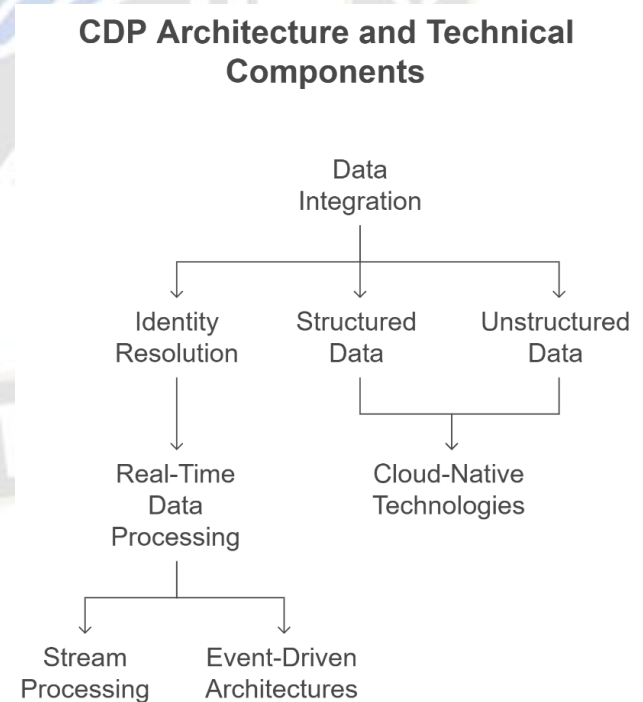 CDP Architecture and Technical
Components
Data
Integration
Identity
Resolution
Structured
Data
Unstructured
Data
Real-Time
Data
Processing
Cloud-Native
Technologies
Stream
Processing
Event-Driven
Architectures